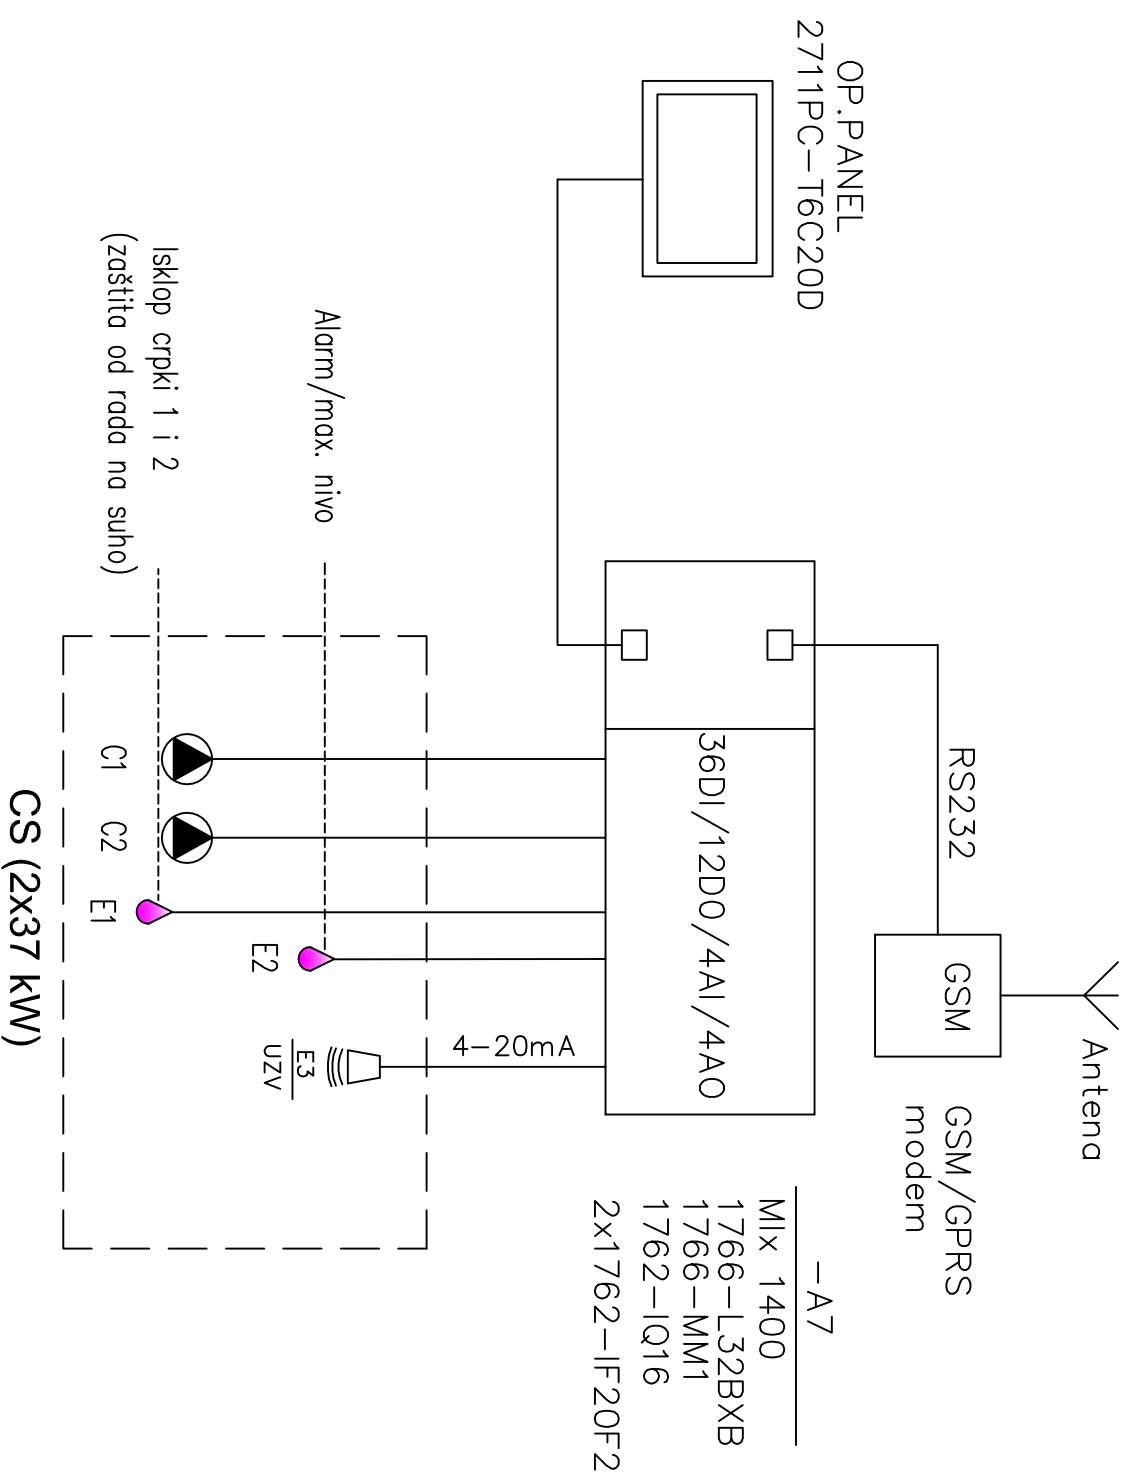 OP.PANEL
2711PC-T6C20D
Antena
GSM
GSM/GPRS
modem
RS232
36DI/12DO/4AI/4AO
-A7
Mlx 1400
1766-L32BXB
1766-MM1
1762-IQ16
2x1762-IF20F2
Alarm/max. nivo
4-20mA
Isklop crpki 1 i 2
(zaštita od rada na suho)
E2
E3
UZV
C1
C2
E1
CS (2x37 kW)